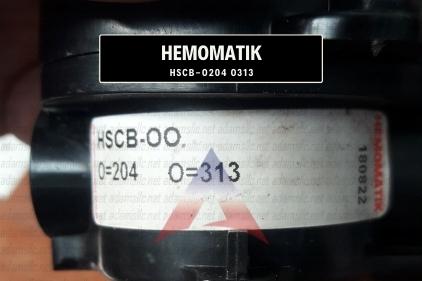 HEMOMATIK
HSCB-0204 0313
HSCB-OO.
O=204 O=313
HEMOMATIK
180822